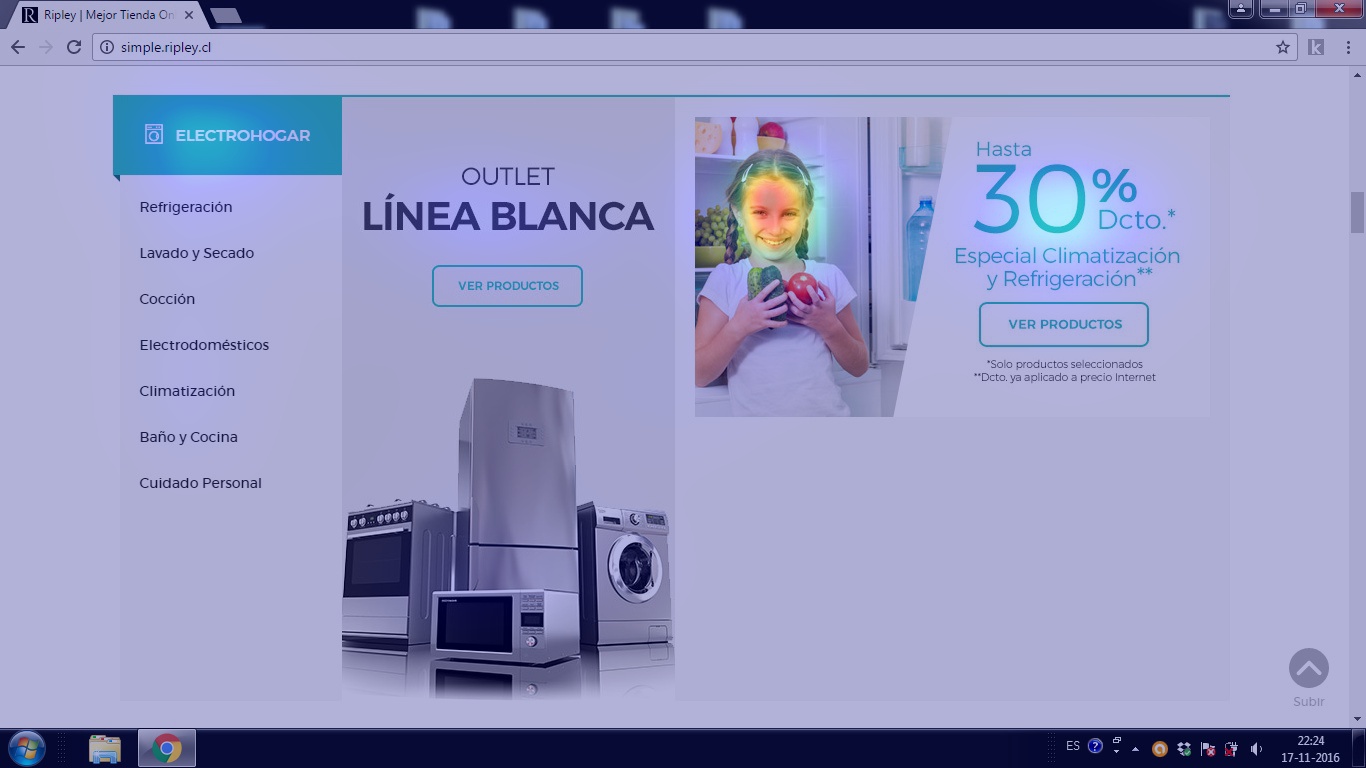 Ripley | Mejor Tienda On
simple.ripley.cl
ELECTROHOGAR
Refrigeración
Lavado y Secado
Cocción
Electrodomésticos
Climatización
Baño y Cocina
Cuidado Personal
OUTLET
LÍNEA BLANCA
VER PRODUCTOS
Hasta
30%
Dcto.*
Especial Climatización
y Refrigeración**
VER PRODUCTOS
*Solo productos seleccionados
**Dcto. ya aplicado a precio Internet
Subir
ES
22:24
17-11-2016